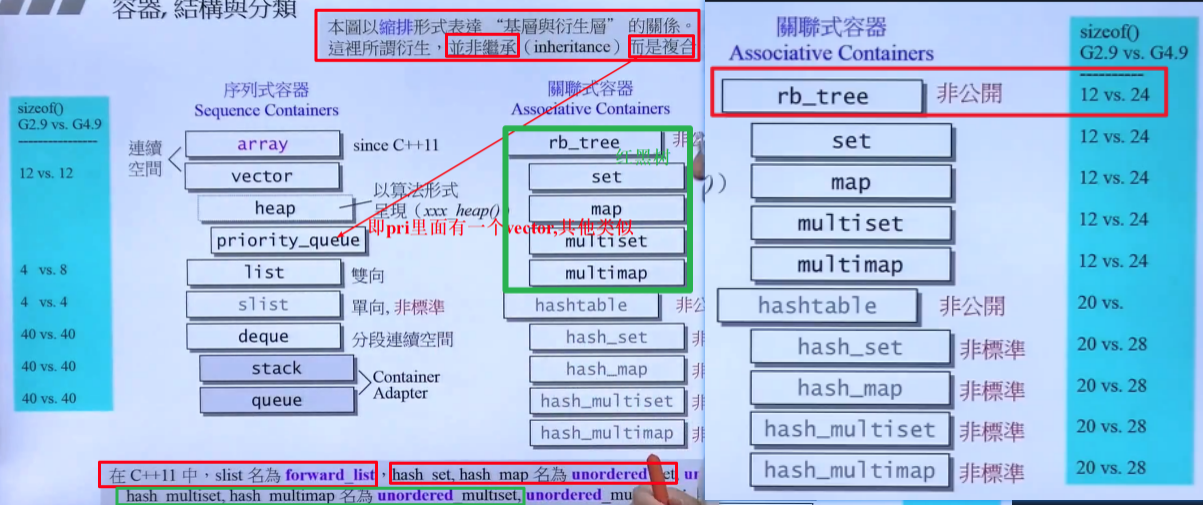 容器, 結構與分類
本圖以縮排形式表達 “基層與衍生層” 的關係。
這裡所謂衍生，並非繼承（inheritance）而是複合
sizeof()
G2.9 vs. G4.9
---------------
12 vs. 12
4 vs. 8
4 vs. 4
40 vs. 40
40 vs. 40
40 vs. 40
序列式容器
Sequence Containers
連續
空間
array
since C++11
vector
heap
以算法形式
呈現（xxx_heap()）
priority_queue
即pri里面有一个vector,其他类似
list
雙向
slist
單向, 非標準
deque
分段連續空間
stack
queue
Container
Adapter
關聯式容器
Associative Containers
rb_tree
非
红黑树
set
map
multiset
multimap
hashtable
非
hash_set
非
hash_map
非
hash_multiset
非
hash_multimap
非
在 C++11 中，slist 名為 forward_list，hash_set, hash_map 名為 unordered_set,
hash_multiset, hash_multimap 名為 unordered_multiset,
關聯式容器
Associative Containers
rb_tree
非公開
set
map
multiset
multimap
hashtable
非公開
hash_set
非標準
hash_map
非標準
hash_multiset
非標準
hash_multimap
非標準
sizeof()
G2.9 vs. G4.9
----------
12 vs. 24
12 vs. 24
12 vs. 24
12 vs. 24
12 vs. 24
20 vs.
20 vs. 28
20 vs. 28
20 vs. 28
20 vs. 28